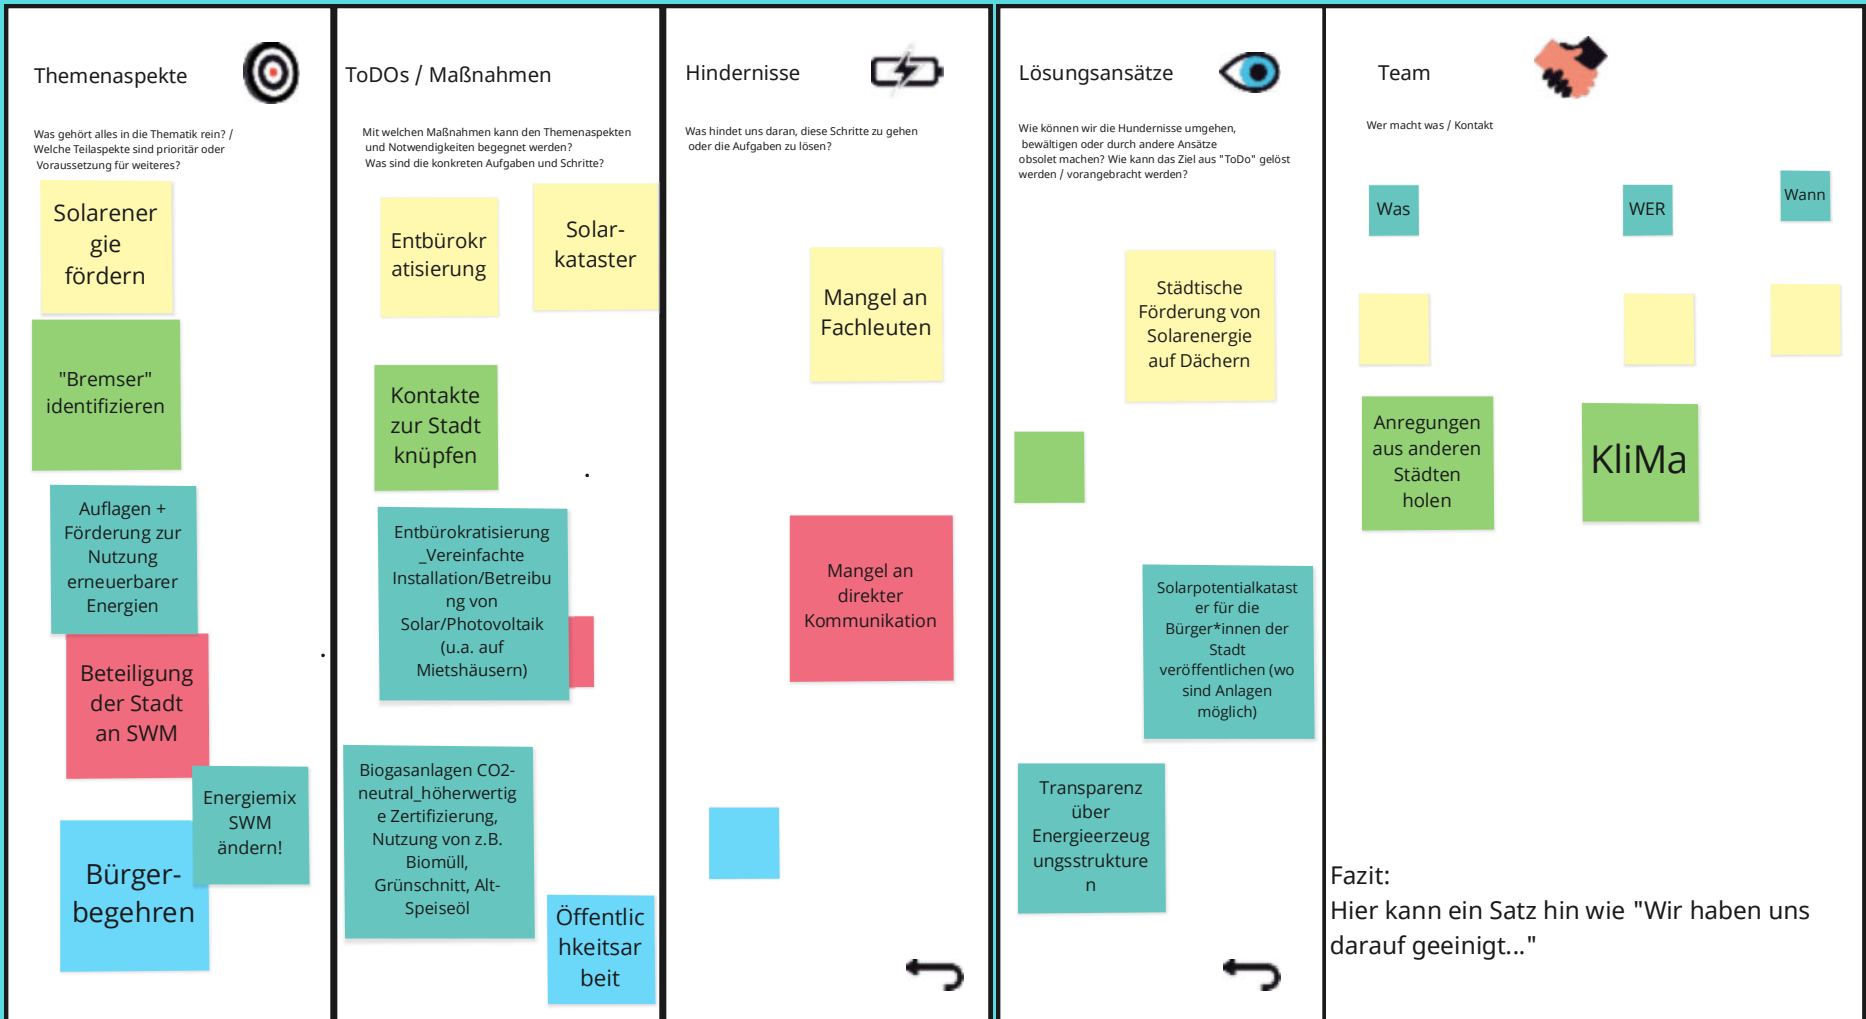 Themenaspekte
Was gehört alles in die Thematik rein? /
Welche Teilaspekte sind prioritär oder
Voraussetzung für weiteres?
Solarener
gie
fördern
"Bremser"
identifizieren
Auflagen +
Förderung zur
Nutzung
erneuerbarer
Energien
Beteiligung
der Stadt
an SWM
Energiemix
SWM
ändern!
Bürger-
begehren
ToDOs / Maßnahmen
Mit welchen Maßnahmen kann den Themenaspekten
und Notwendigkeiten begegnet werden?
Was sind die konkreten Aufgaben und Schritte?
Entbürokr
atisierung
Solar-
kataster
Kontakte
zur Stadt
knüpfen
.
Entbürokratisierung
_Vereinfachte
Installation/Betreibu
ng von
Solar/Photovoltaik
(u.a. auf
Mietshäusern)
.
Biogasanlagen CO2-
neutral_höherwertig
e Zertifizierung,
Nutzung von z.B.
Biomüll,
Grünschnitt, Alt-
Speiseöl
Öffentlic
hkeitsar
beit
Hindernisse
Was hindet uns daran, diese Schritte zu gehen
oder die Aufgaben zu lösen?
Mangel an
Fachleuten
Mangel an
direkter
Kommunikation
Lösungsansätze
Wie können wir die Hundernisse umgehen,
bewältigen oder durch andere Ansätze
obsolet machen? Wie kann das Ziel aus "ToDo" gelöst
werden / vorangebracht werden?
Städtische
Förderung von
Solarenergie
auf Dächern
Solarpotentialkatast
er für die
Bürger*innen der
Stadt
veröffentlichen (wo
sind Anlagen
möglich)
Transparenz
über
Energieerzeug
ungsstrukture
n
Team
Wer macht was / Kontakt
Was
WER
Wann
Anregungen
aus anderen
Städten
holen
KliMa
Fazit:
Hier kann ein Satz hin wie "Wir haben uns
darauf geeinigt..."